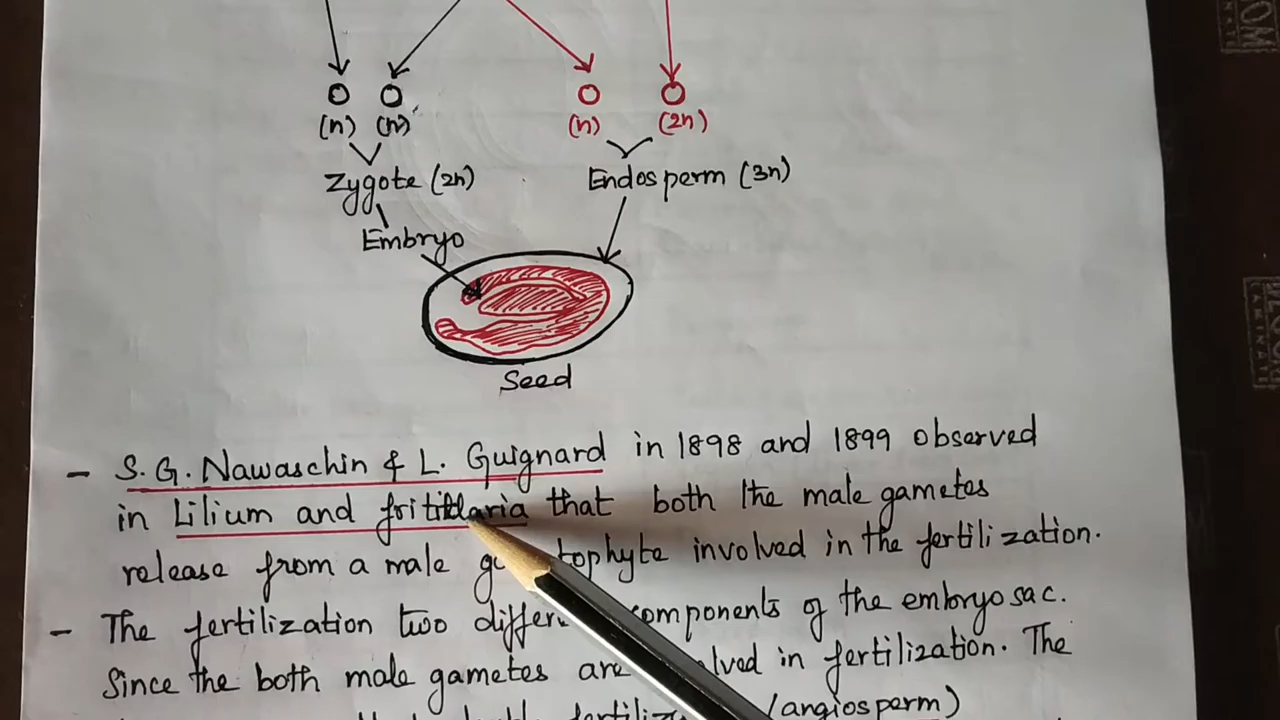 (n) (n) (n) (2n)
Zygote (2n) Endosperm (3n)
Embryo
Seed
- S. G. Nawaschin & L. Guignard in 1898 and 1899 observed
in Lilium and fritillaria that both the male gametes
release from a male involved in the fertilization.
- The fertilization two components of the embryo sac.
Since the both male gametes are in fertilization. The
double (angiosperm)